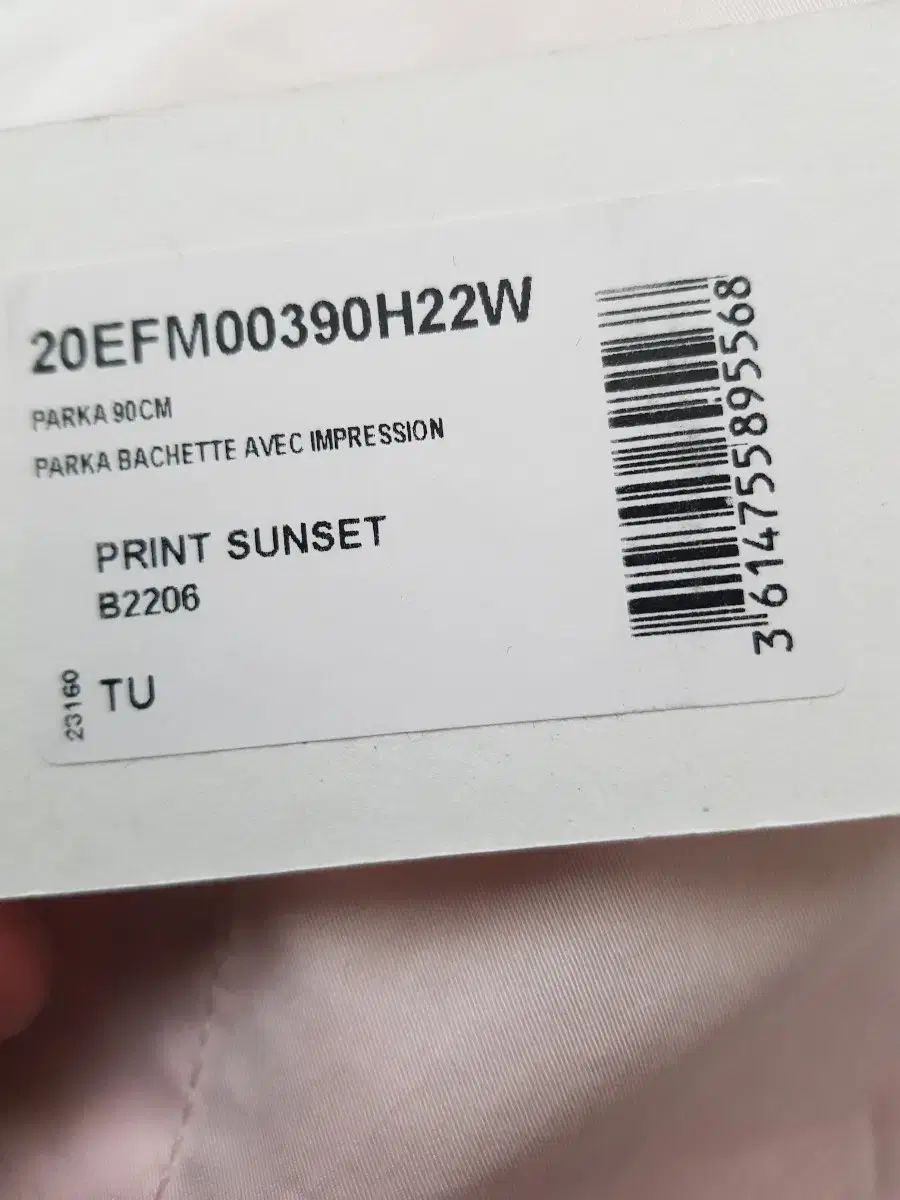 20EFM00390H22W
PARKA 90CM
PARKA BACHETTE AVEC IMPRESSION
PRINT SUNSET
B2206
23160
TU
3614755895568